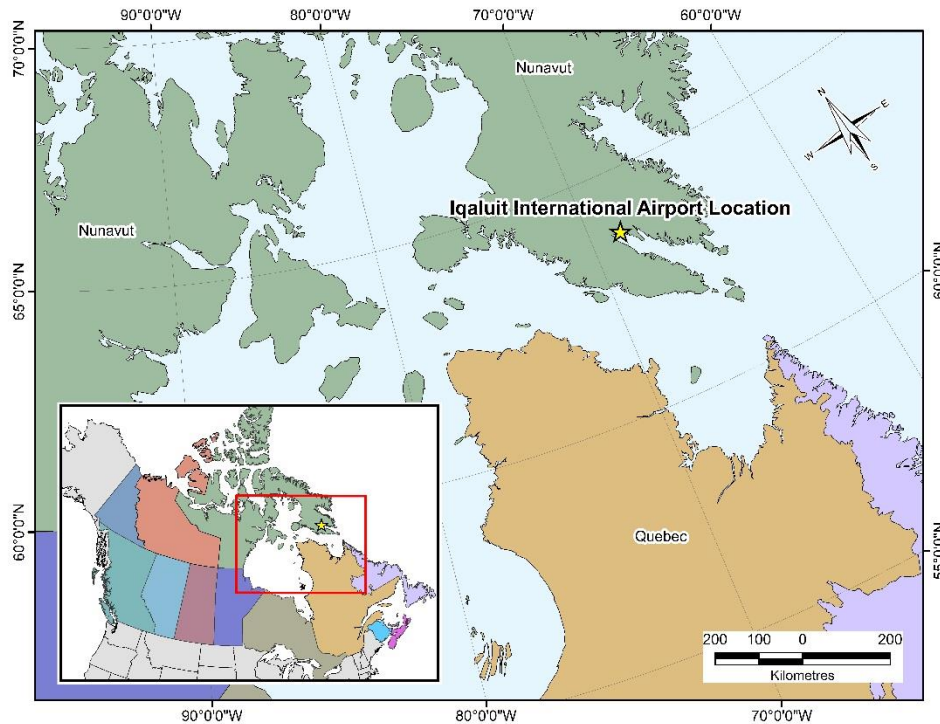 90°0'0"W 80°0'0"W 70°0'0"W 60°0'0"W
70°0'0"N
Nunavut
N
E
W
S
Iqaluit International Airport Location
Nunavut
65°0'0"N
60°0'0"N
60°0'0"N
Quebec
55°0'0"N
200 100 0 200
Kilometres
90°0'0"W 80°0'0"W 70°0'0"W